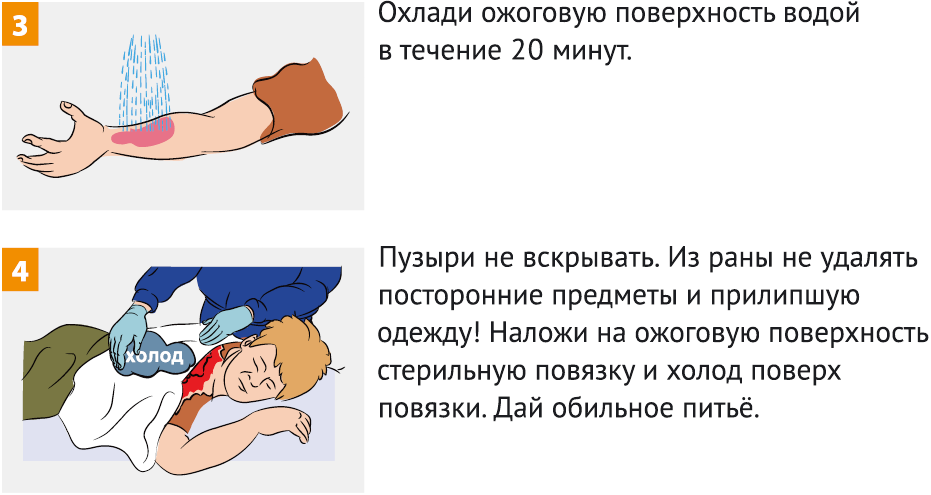 3
Охлади ожоговую поверхность водой
в течение 20 минут.
4
Пузыри не вскрывать. Из раны не удалять
посторонние предметы и прилипшую
одежду! Наложи на ожоговую поверхность
стерильную повязку и холод поверх
повязки. Дай обильное питьё.
холод